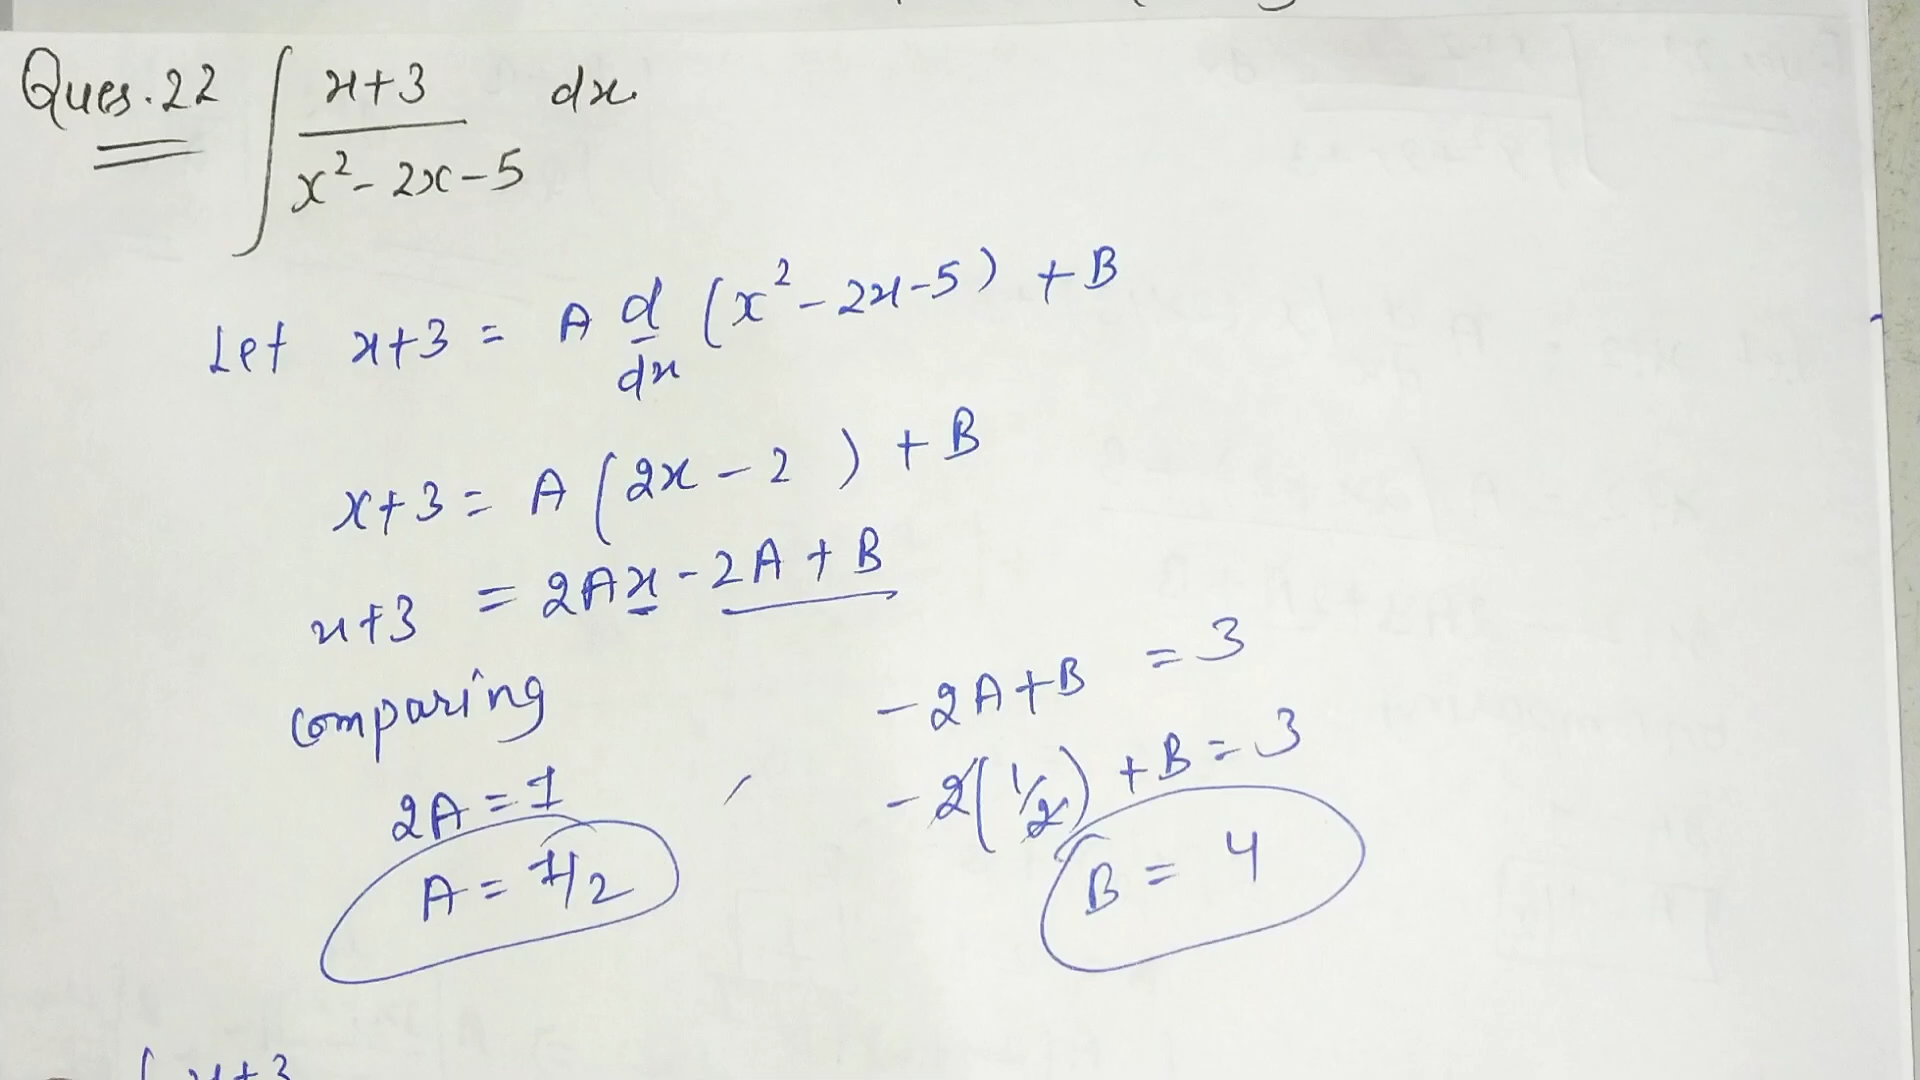 Ques. 22 ∫ x+3 / x² - 2x - 5 dx
Let x+3 = A d/dx (x² - 2x - 5) + B
x+3 = A (2x - 2) + B
x+3 = 2Ax - 2A + B
comparing
-2A + B = 3
2A = 1 , -2(1/2) + B = 3
A = 1/2 B = 4
∫ x+3